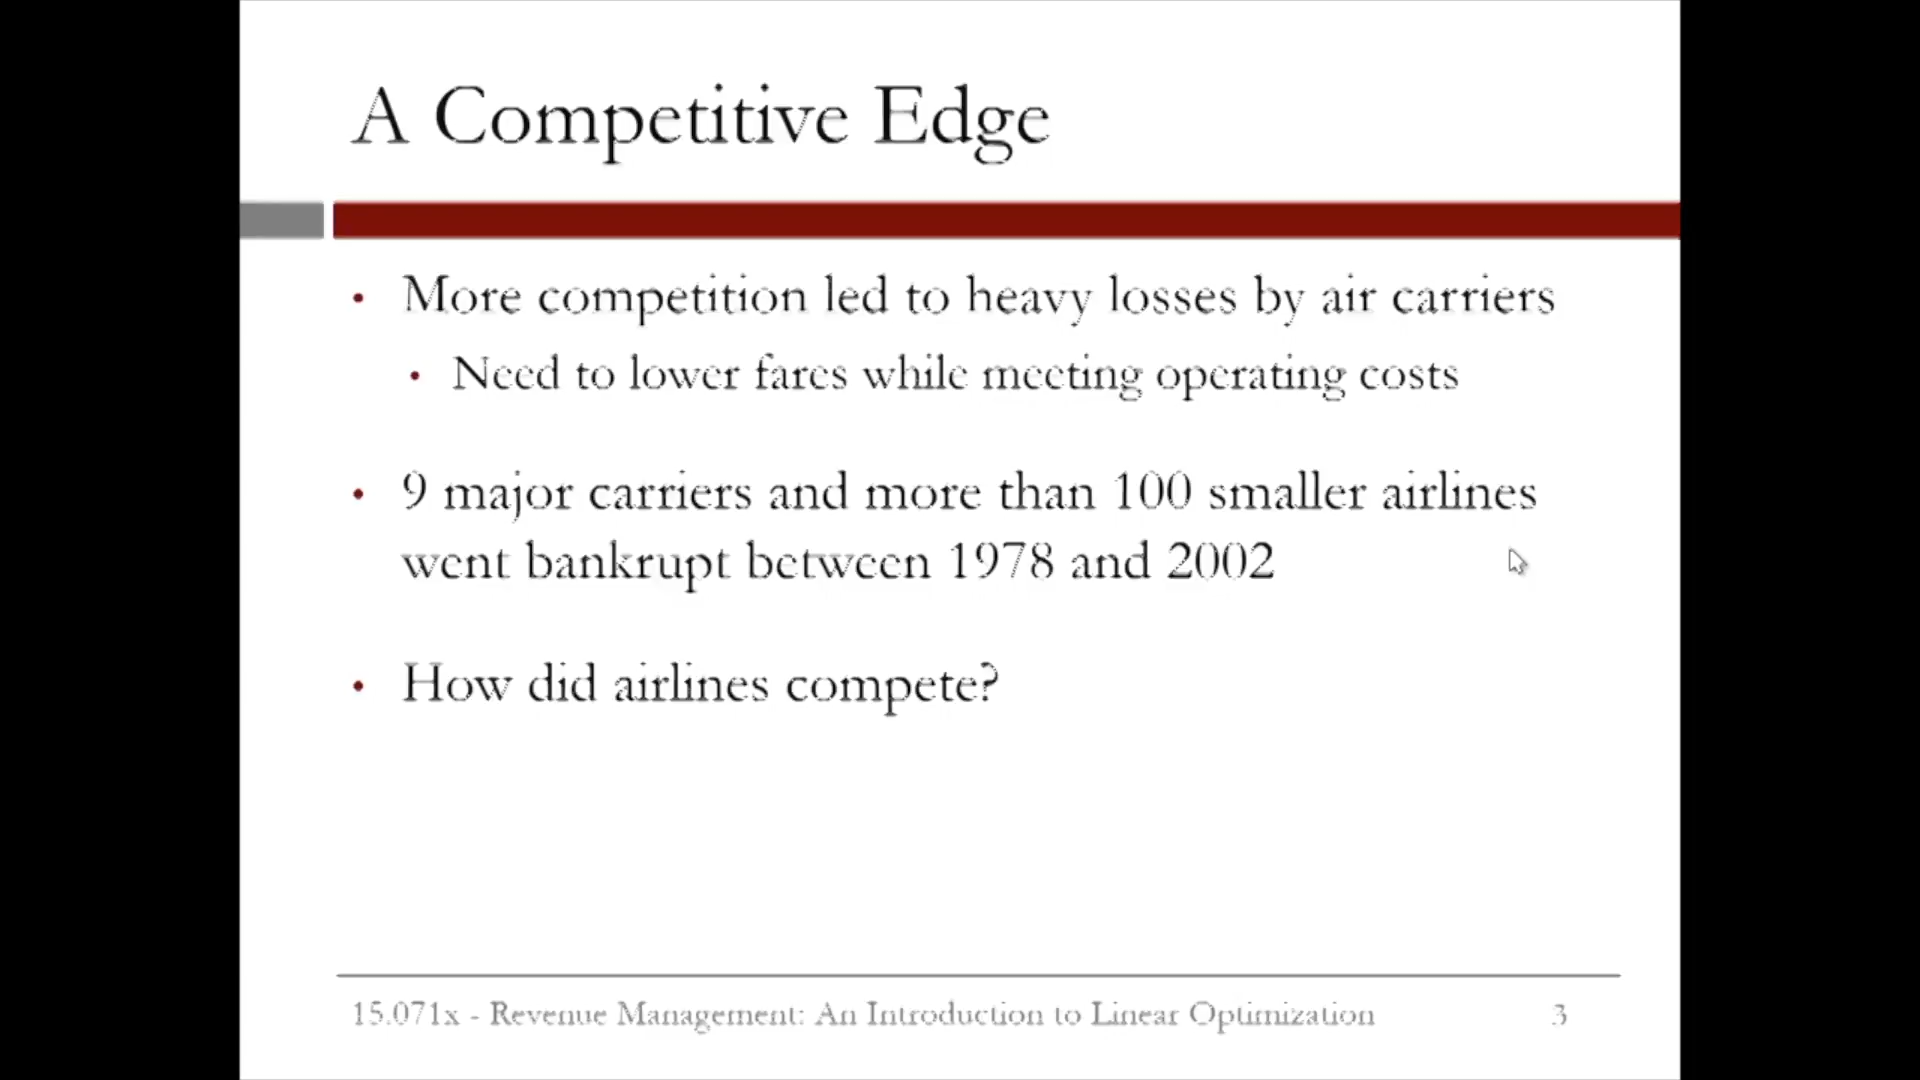 A Competitive Edge
• More competition led to heavy losses by air carriers
• Need to lower fares while meeting operating costs
• 9 major carriers and more than 100 smaller airlines
went bankrupt between 1978 and 2002
• How did airlines compete?
15.071x - Revenue Management: An Introduction to Linear Optimization 3